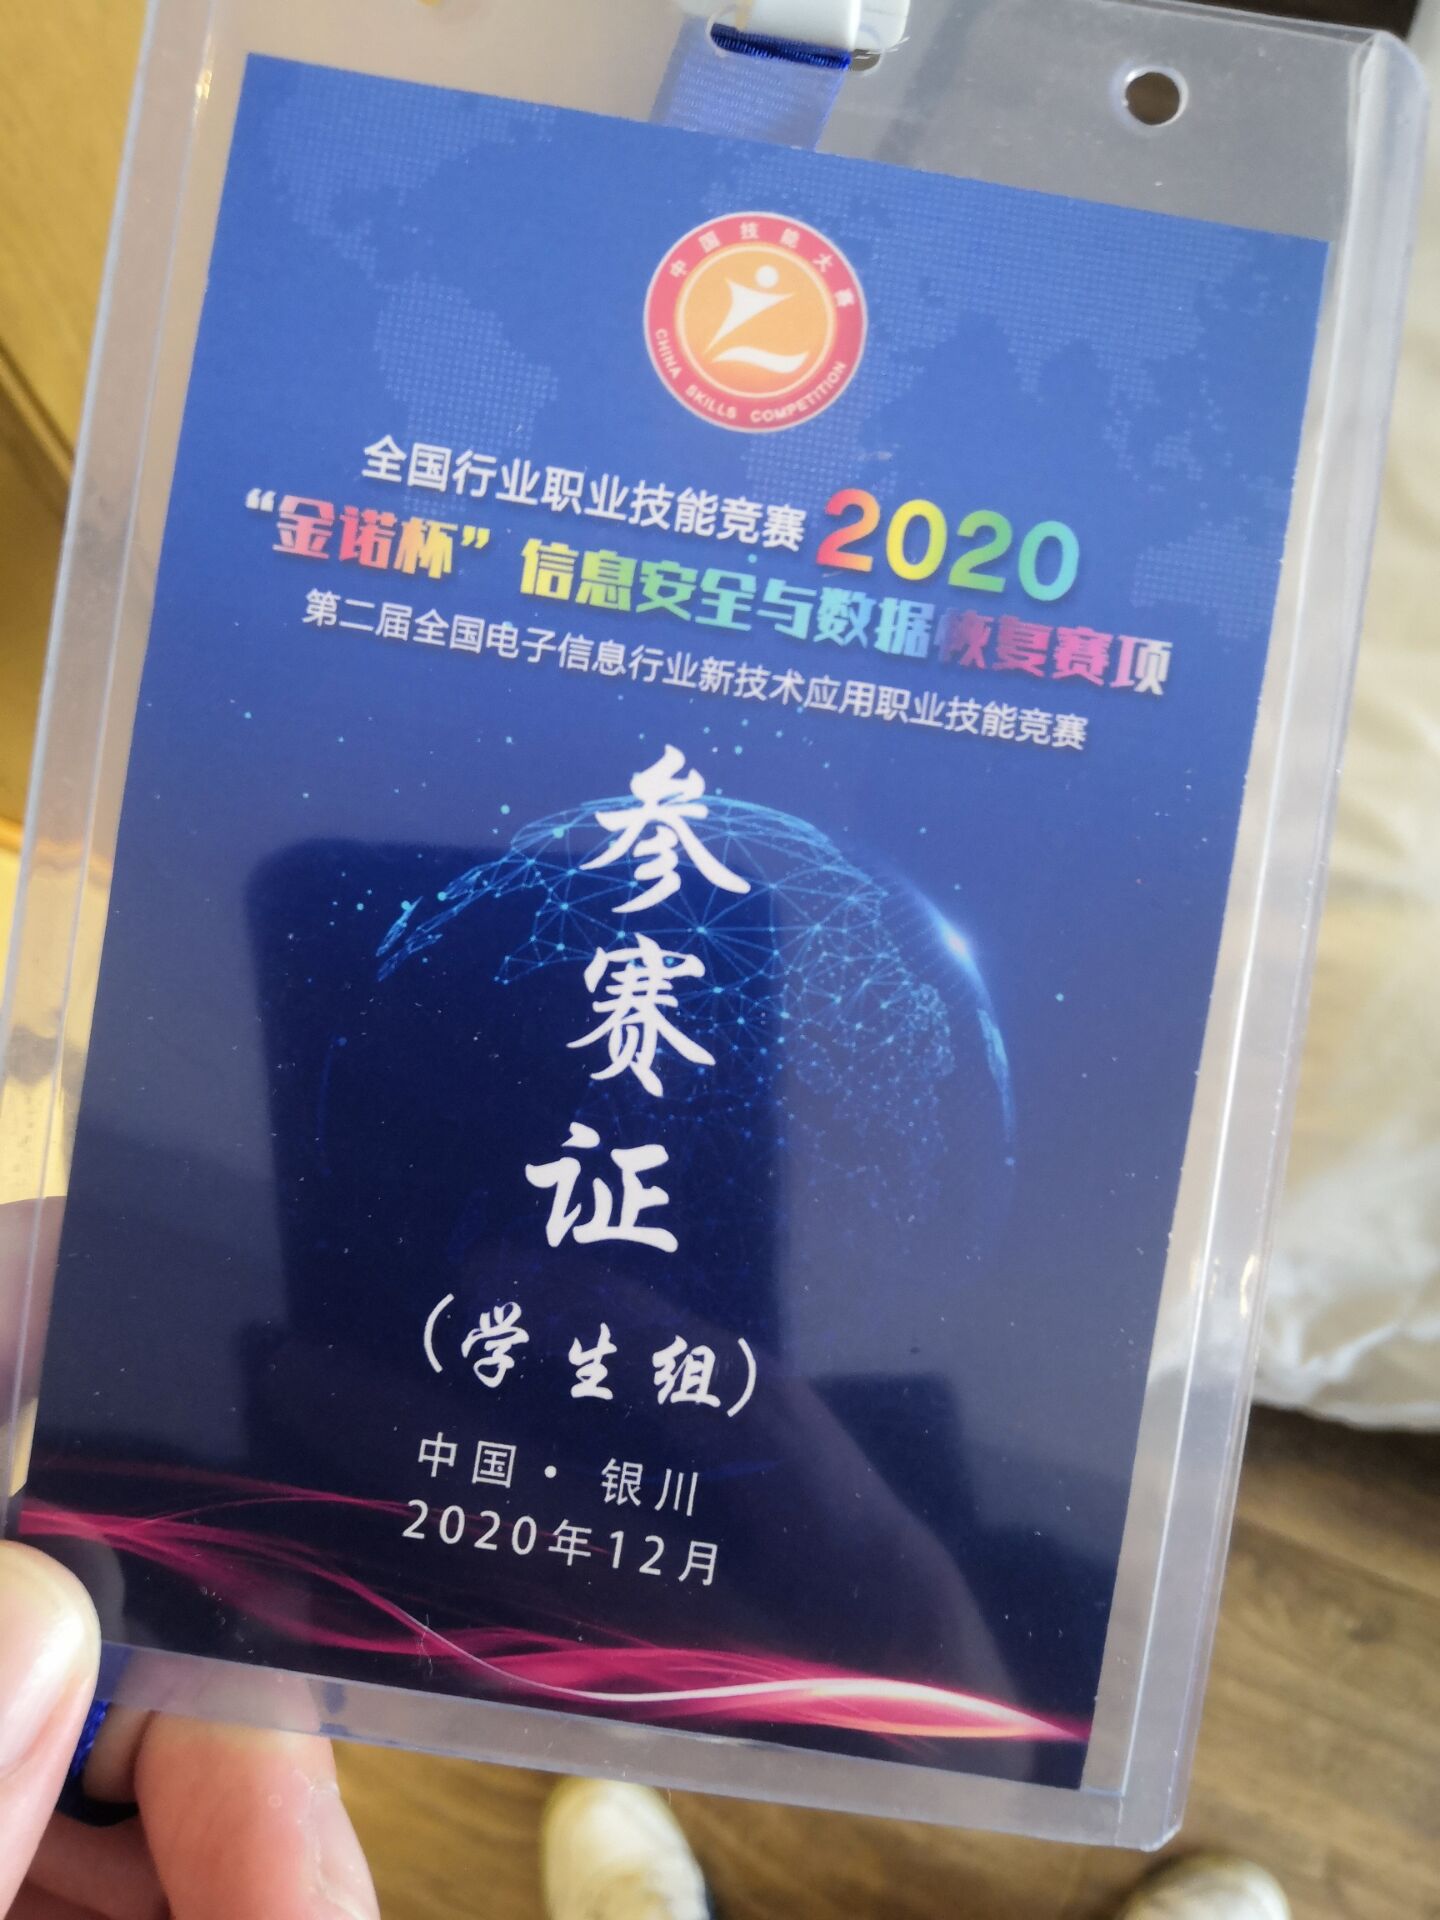 中国技能大赛
CHINA SKILLS COMPETITION
全国行业职业技能竞赛 2020
“金诺杯”信息安全与数据恢复赛项
第二届全国电子信息行业新技术应用职业技能竞赛
参赛证
(学生组)
中国·银川
2020年12月